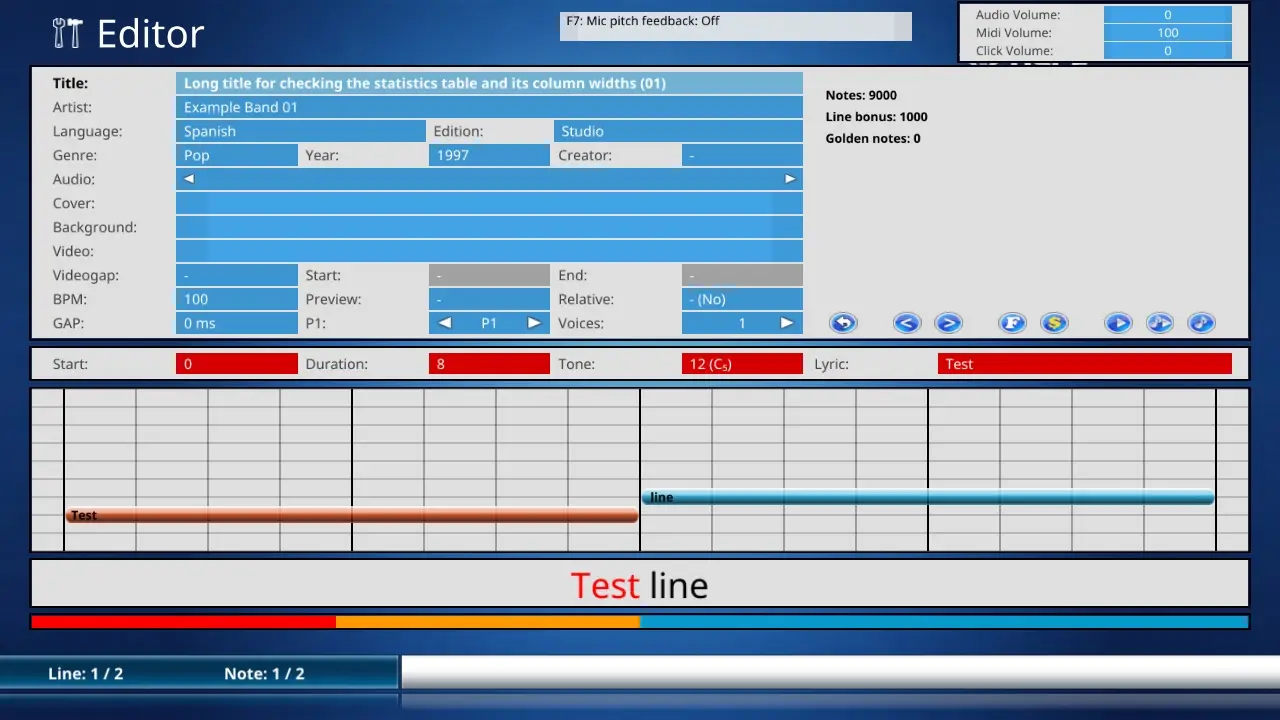 Editor
F7: Mic pitch feedback: Off
Audio Volume: 0
Midi Volume: 100
Click Volume: 0
Title: Long title for checking the statistics table and its column widths (01)
Artist: Example Band 01
Language: Spanish Edition: Studio
Genre: Pop Year: 1997 Creator: -
Audio:
Cover:
Background:
Video:
Videogap: - Start: - End: -
BPM: 100 Preview: - Relative: - (No)
GAP: 0 ms P1: P1 Voices: 1
Notes: 9000
Line bonus: 1000
Golden notes: 0
Start: 0 Duration: 8 Tone: 12 (C₅) Lyric: Test
line
Test
Test line
Line: 1 / 2 Note: 1 / 2